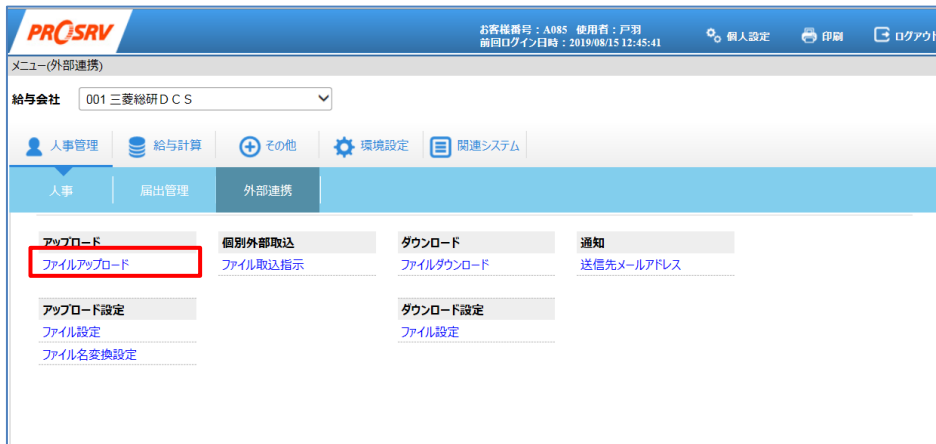 PROSRV
お客様番号：A085 使用者：戸羽
前回ログイン日時：2019/08/15 12:45:41
個人設定
印刷
ログアウト
メニュー(外部連携)
給与会社 001 三菱総研ＤＣＳ
人事管理 給与計算 その他 環境設定 関連システム
人事 届出管理 外部連携
アップロード 個別外部取込 ダウンロード 通知
ファイルアップロード ファイル取込指示 ファイルダウンロード 送信先メールアドレス
アップロード設定 ダウンロード設定
ファイル設定 ファイル設定
ファイル名変換設定